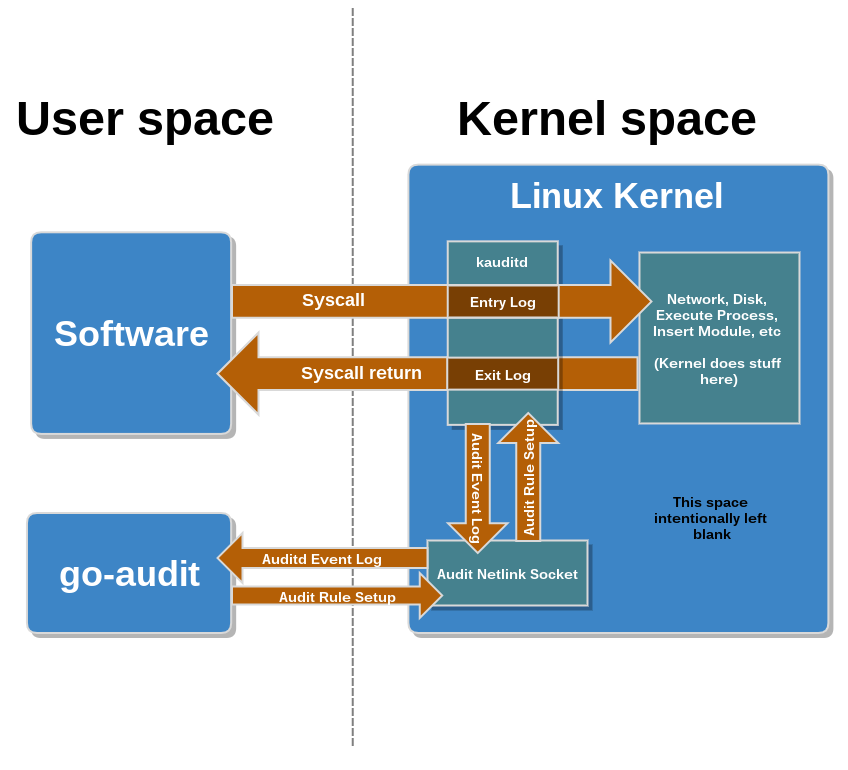 User space
Kernel space
Linux Kernel
kauditd
Syscall
Entry Log
Network, Disk,
Execute Process,
Insert Module, etc
(Kernel does stuff
here)
Software
Syscall return
Exit Log
Audit Event Log
Audit Rule Setup
This space
intentionally left
blank
go-audit
Auditd Event Log
Audit Rule Setup
Audit Netlink Socket